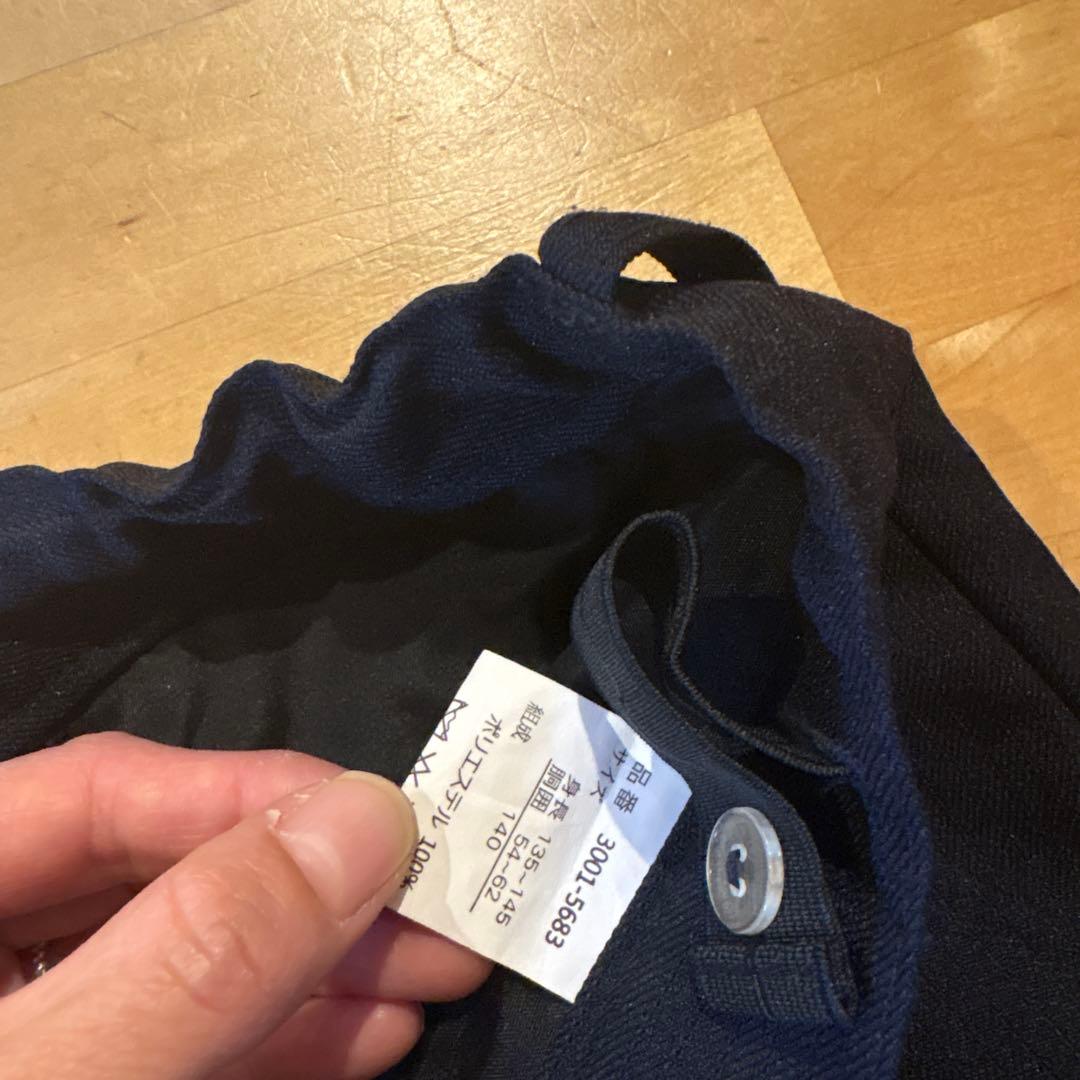 品番 3001-5683
サイズ
身長 135~145
胴囲 54~62
140
組成
ポリエステル 100%